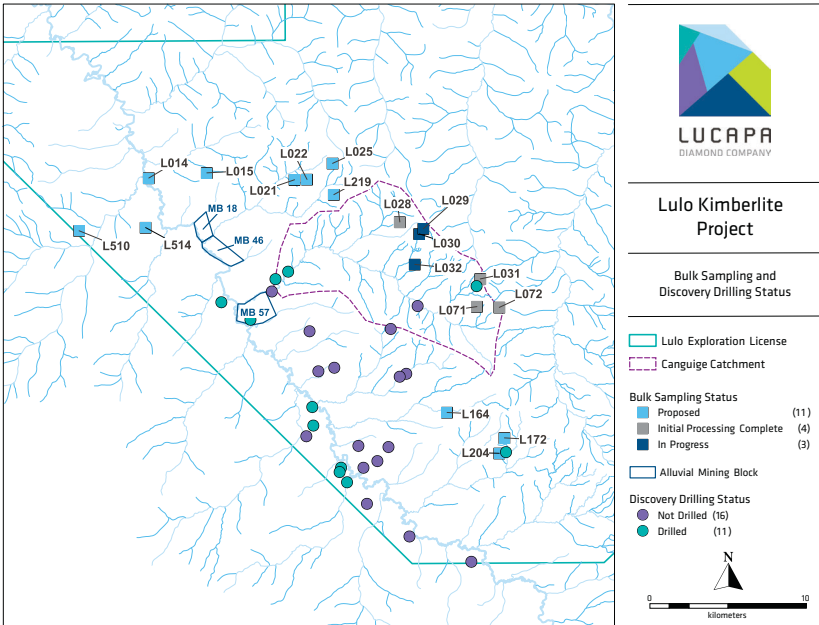 L014
L015
L022
L021
L025
L219
L028
L029
L030
L032
L031
L071
L072
L510
L514
MB 18
MB 46
MB 57
L164
L172
L204
LUCAPA
DIAMOND COMPANY
Lulo Kimberlite
Project
Bulk Sampling and
Discovery Drilling Status
Lulo Exploration License
Canguige Catchment
Bulk Sampling Status
Proposed (11)
Initial Processing Complete (4)
In Progress (3)
Alluvial Mining Block
Discovery Drilling Status
Not Drilled (16)
Drilled (11)
N
0 10
kilometers